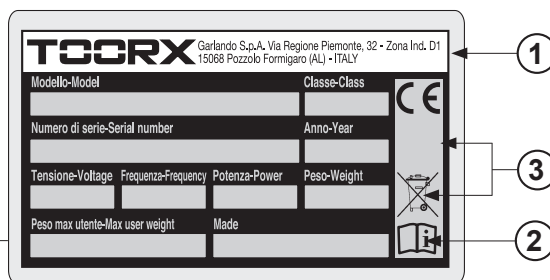 TOORX Garlando S.p.A. Via Regione Piemonte, 32 - Zona Ind. D1
15068 Pozzolo Formigaro (AL) - ITALY
1
Modello-Model Classe-Class
CE
Numero di serie-Serial number Anno-Year
3
Tensione-Voltage Frequenza-Frequency Potenza-Power Peso-Weight
Peso max utente-Max user weight Made
i
2